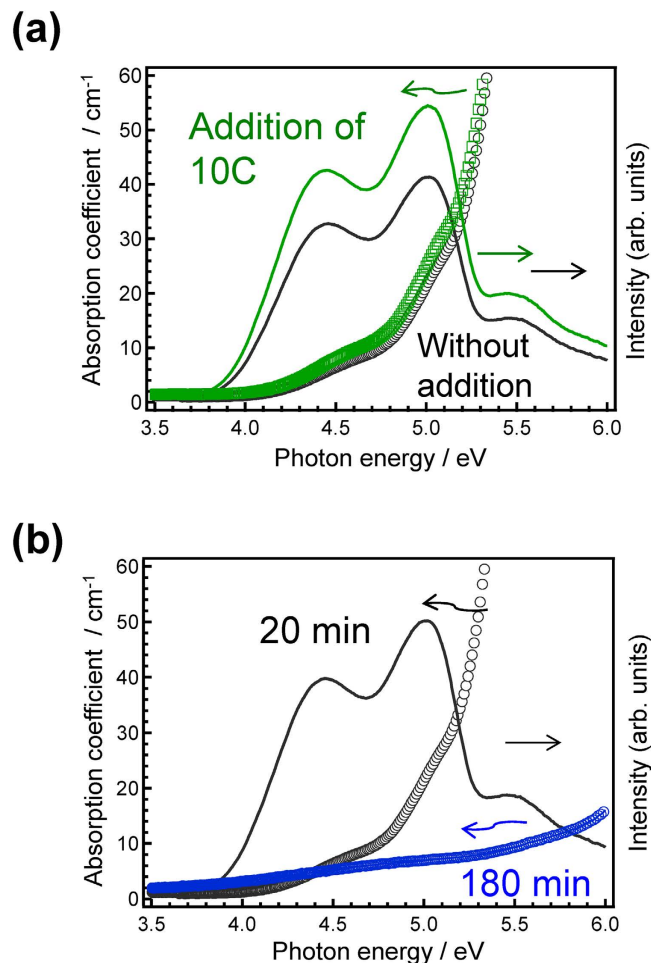 (a)
Absorption coefficient / cm⁻¹
60
50
40
30
20
10
0
Addition of
10C
Without
addition
Intensity (arb. units)
3.5 4.0 4.5 5.0 5.5 6.0
Photon energy / eV
(b)
Absorption coefficient / cm⁻¹
60
50
40
30
20
10
0
20 min
180 min
Intensity (arb. units)
3.5 4.0 4.5 5.0 5.5 6.0
Photon energy / eV